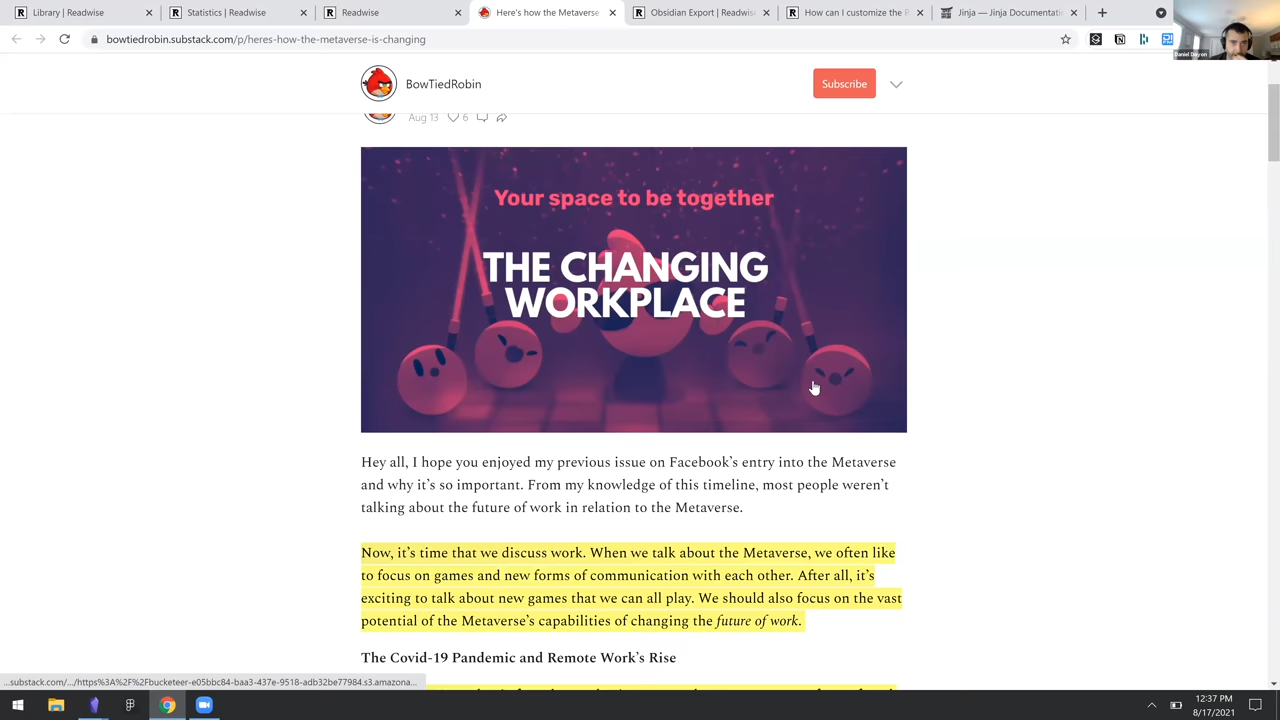 Library | Readwise
Statistics | Readwise
Readwise
Here's how the Metaverse
Obsidian Export | Readwis
How can I customize the P
Jinja — Jinja Documentatio
bowtiedrobin.substack.com/p/heres-how-the-metaverse-is-changing
BowTiedRobin
Subscribe
Aug 13
6
Your space to be together
THE CHANGING
WORKPLACE
Hey all, I hope you enjoyed my previous issue on Facebook's entry into the Metaverse
and why it's so important. From my knowledge of this timeline, most people weren't
talking about the future of work in relation to the Metaverse.
Now, it's time that we discuss work. When we talk about the Metaverse, we often like
to focus on games and new forms of communication with each other. After all, it's
exciting to talk about new games that we can all play. We should also focus on the vast
potential of the Metaverse's capabilities of changing the future of work.
The Covid-19 Pandemic and Remote Work's Rise
...substack.com/.../https%3A%2F%2Fbucketeer-e05bbc84-baa3-437e-9518-adb32be77984.s3.amazona...
12:37 PM
8/17/2021